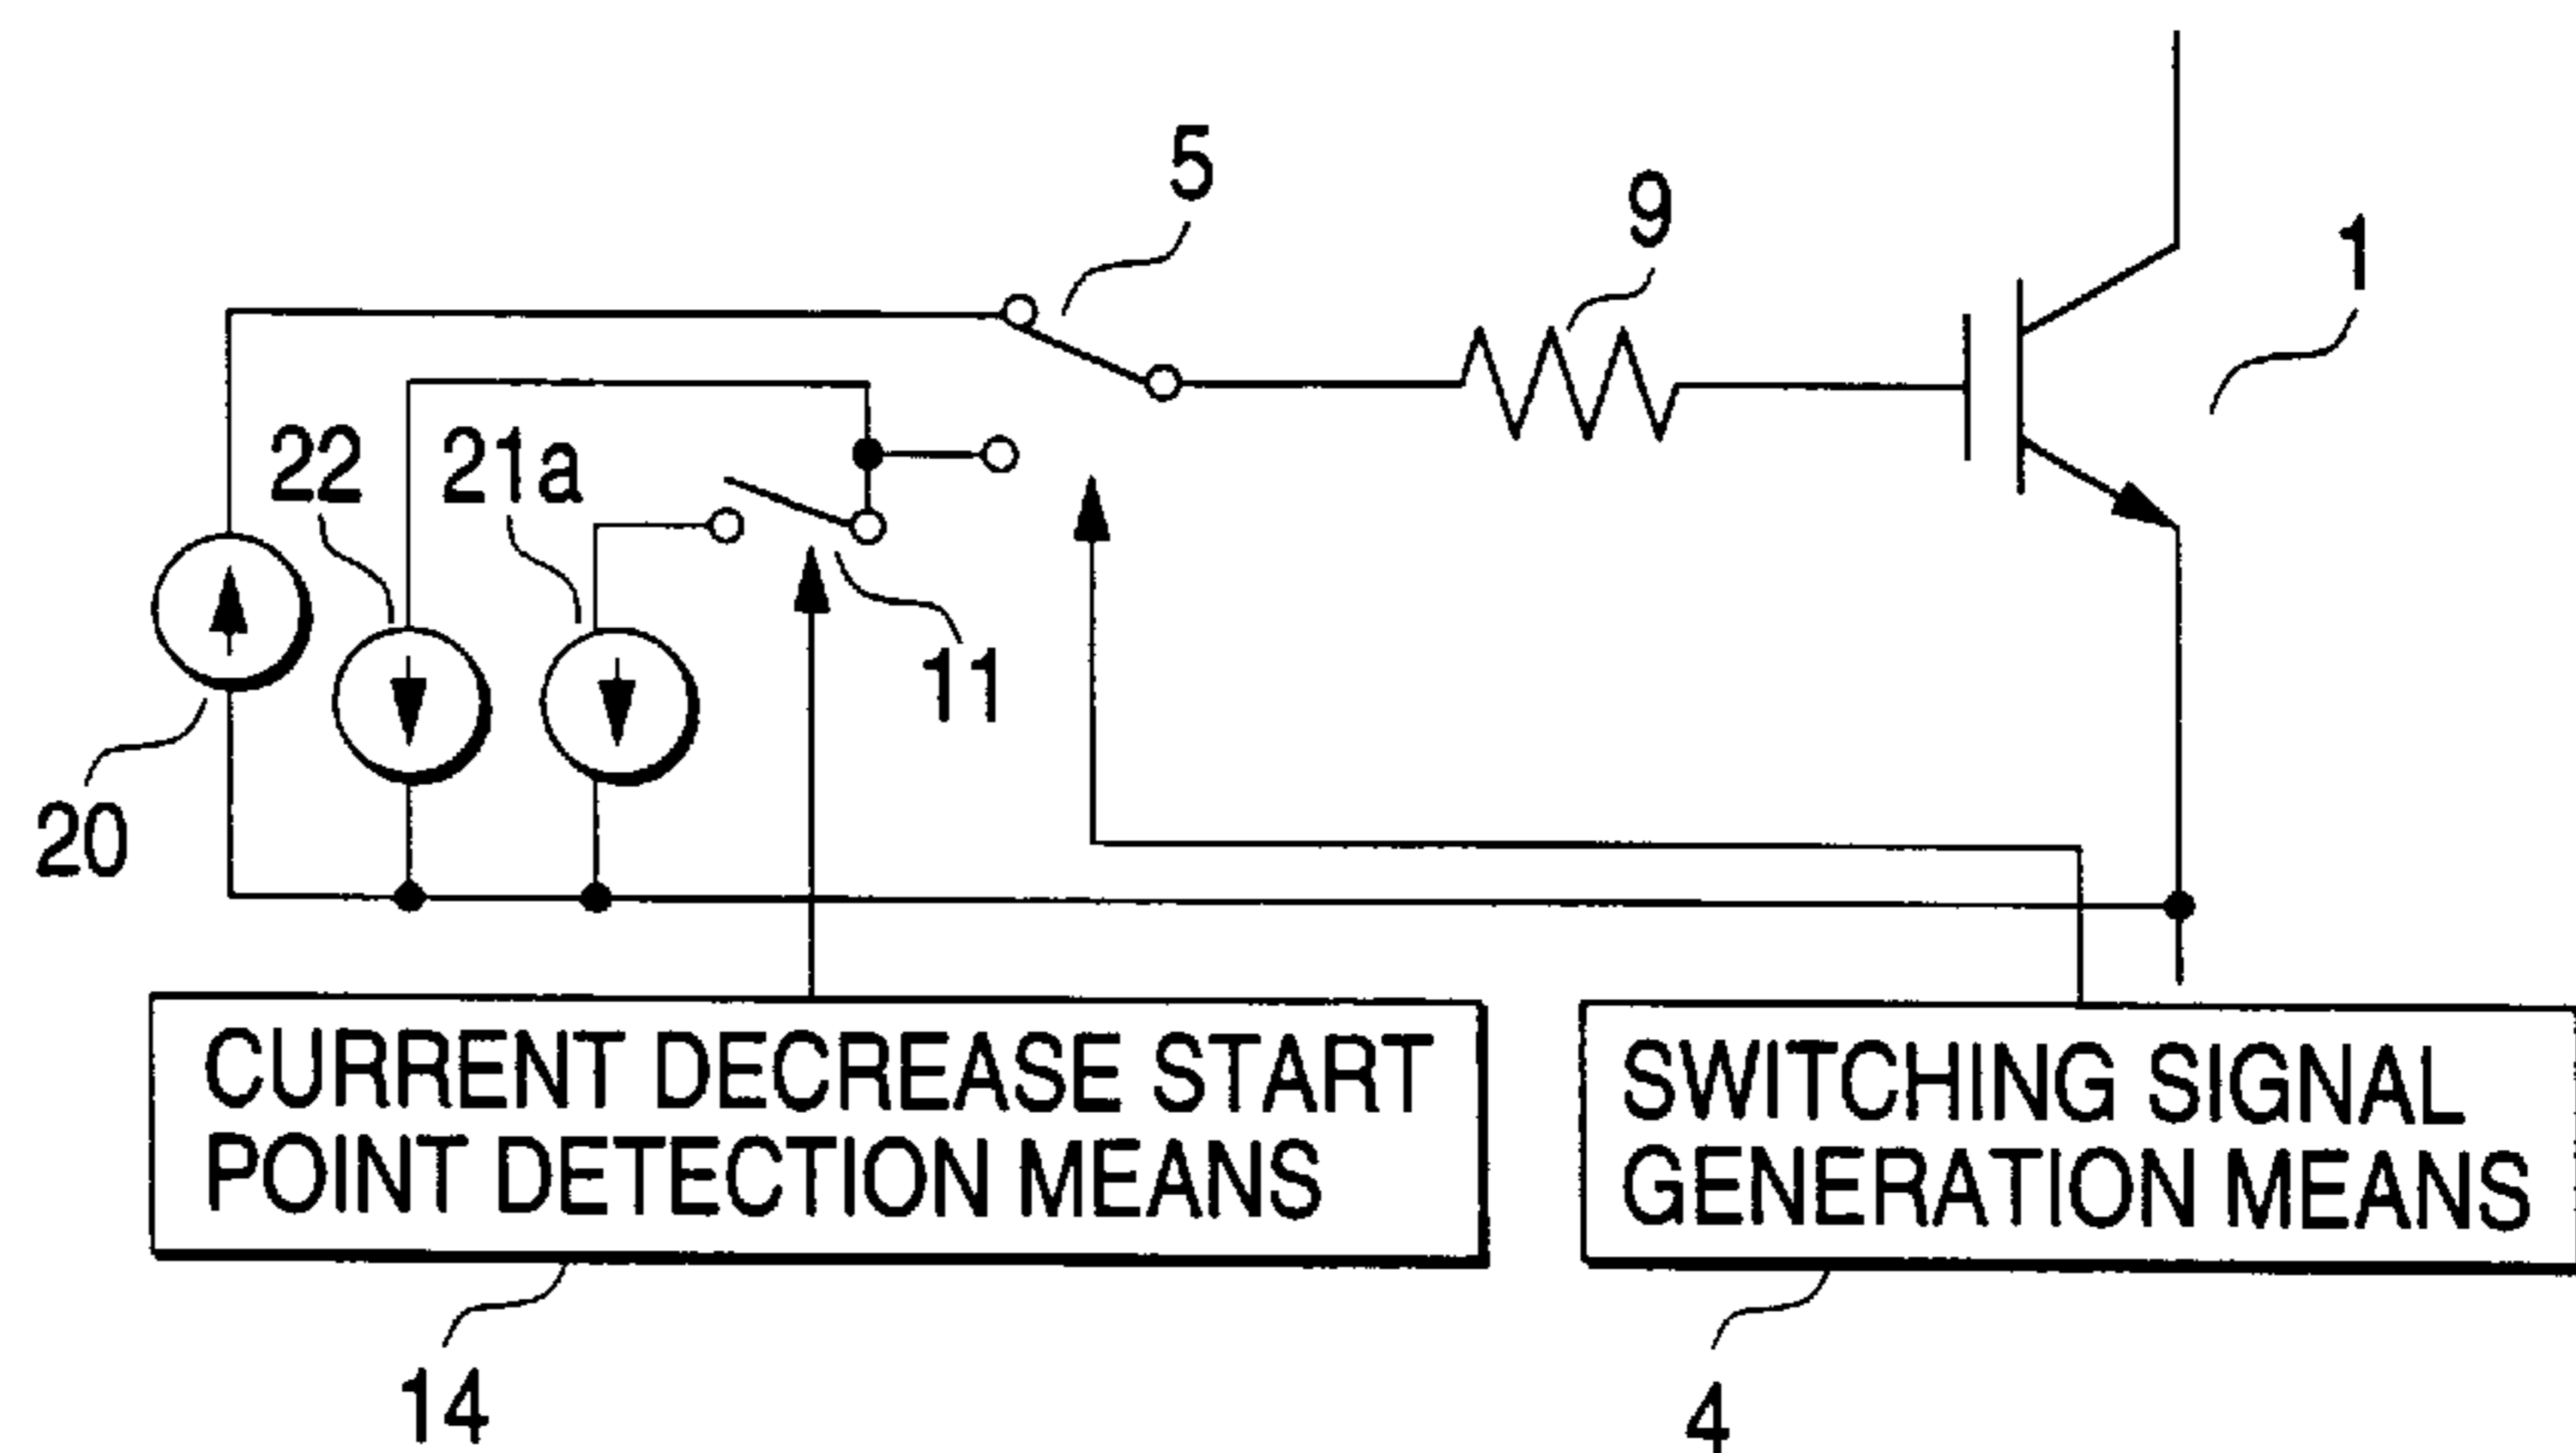 5
9
1
22
21a
11
20
CURRENT DECREASE START
POINT DETECTION MEANS
SWITCHING SIGNAL
GENERATION MEANS
14
4